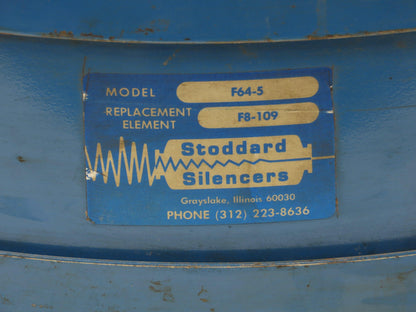 MODEL F64-5
REPLACEMENT
ELEMENT F8-109
Stoddard
Silencers
Grayslake, Illinois 60030
PHONE (312) 223-8636